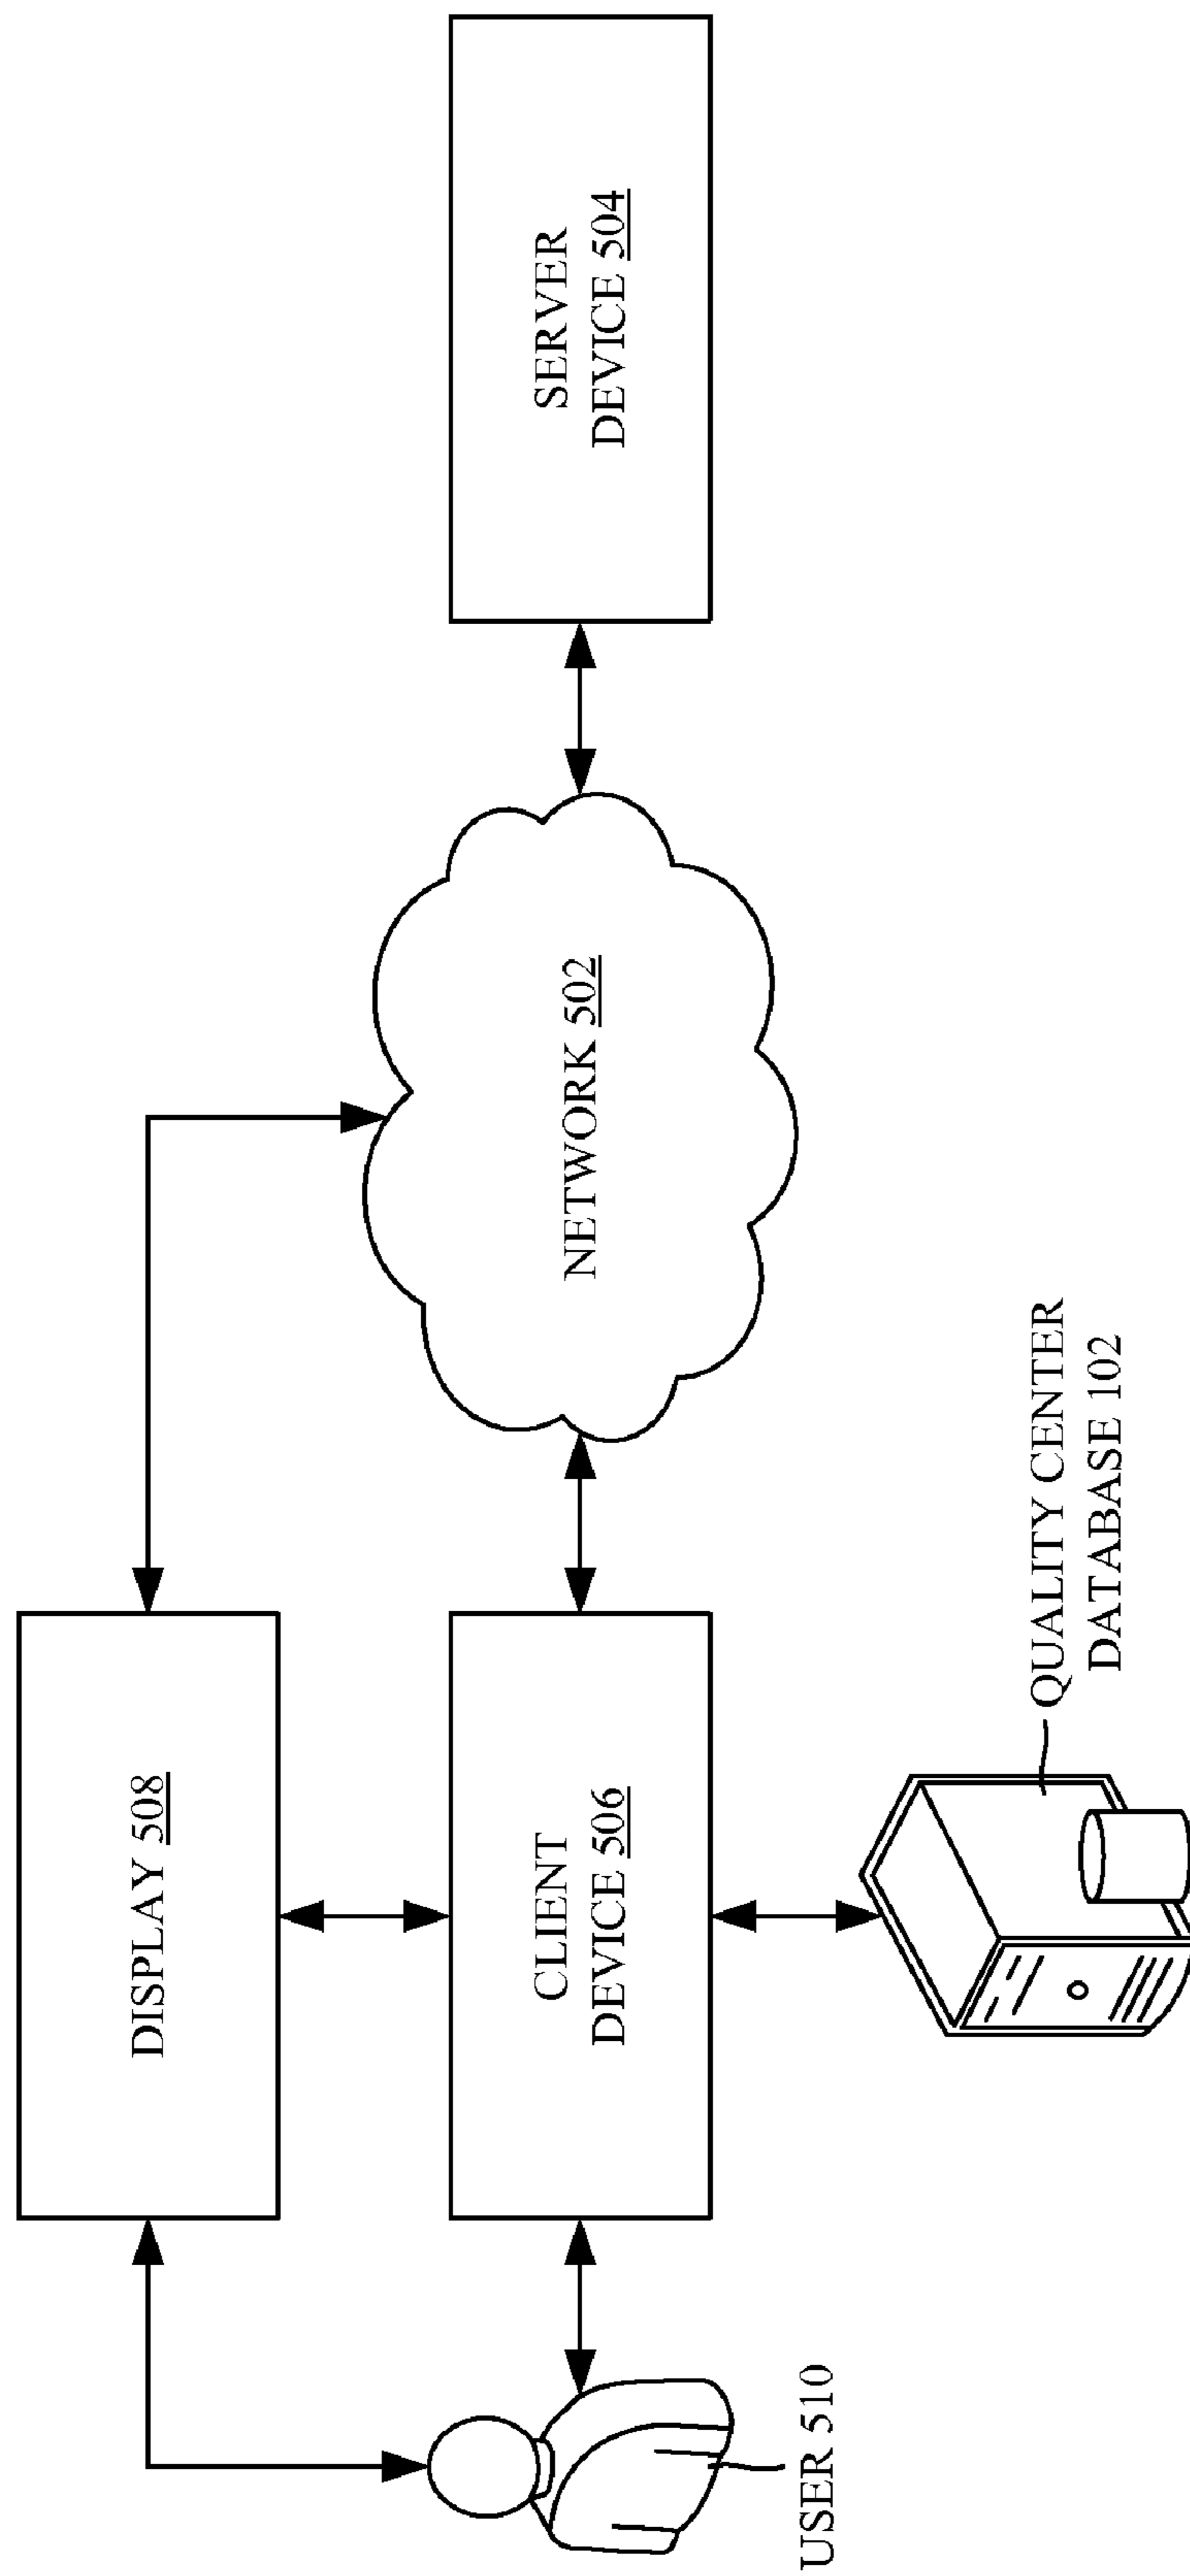 DISPLAY 508
USER 510
CLIENT
DEVICE 506
NETWORK 502
SERVER
DEVICE 504
QUALITY CENTER
DATABASE 102